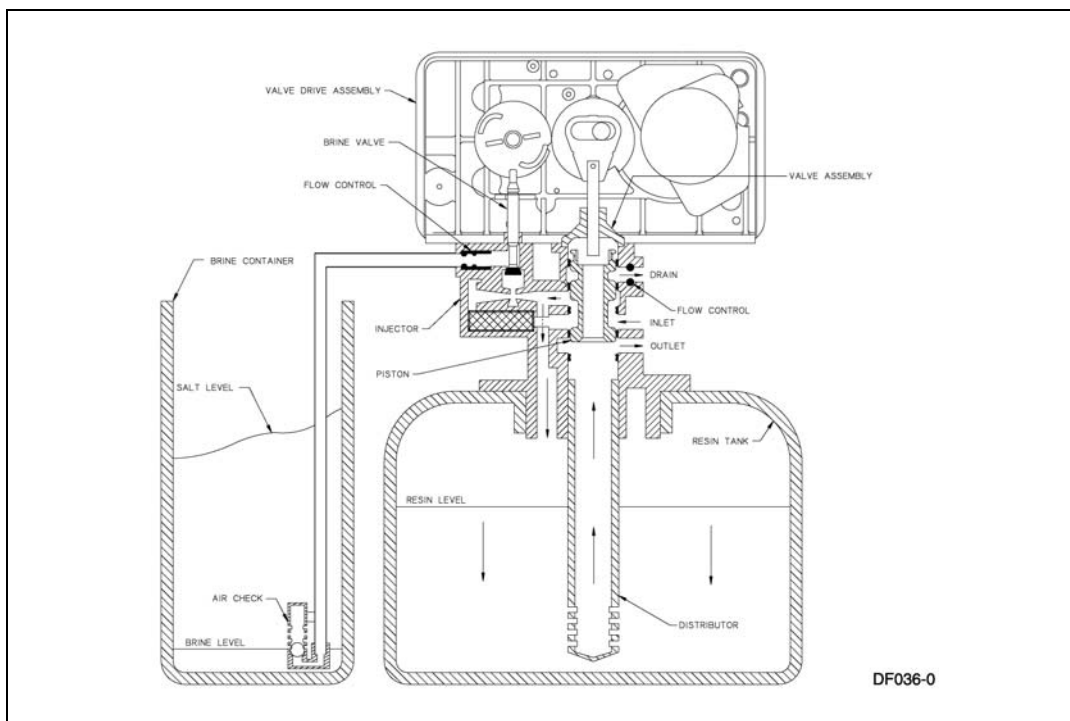 VALVE DRIVE ASSEMBLY
BRINE VALVE
FLOW CONTROL
VALVE ASSEMBLY
BRINE CONTAINER
DRAIN
FLOW CONTROL
INJECTOR
INLET
OUTLET
PISTON
SALT LEVEL
RESIN TANK
RESIN LEVEL
AIR CHECK
DISTRIBUTOR
BRINE LEVEL
DF036-0